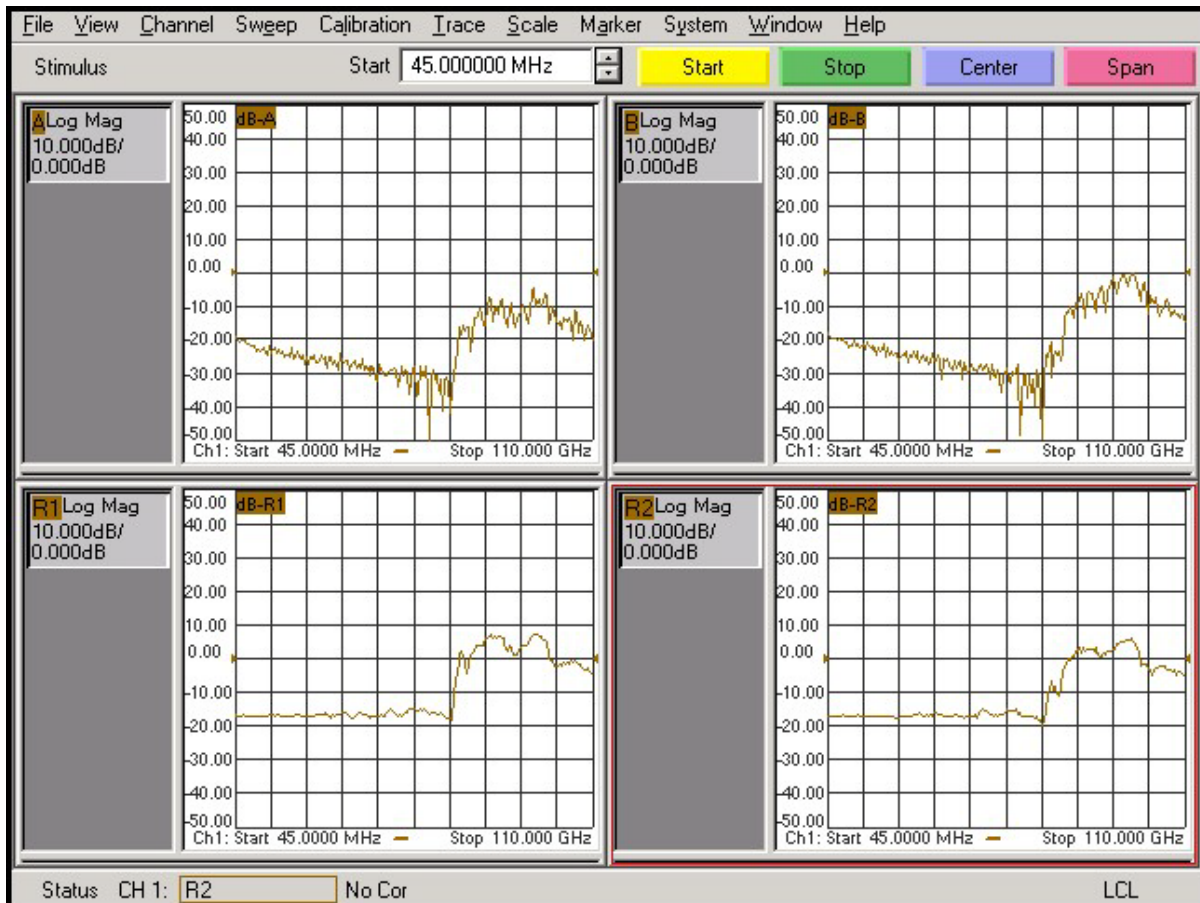 File View Channel Sweep Calibration Trace Scale Marker System Window Help
Stimulus Start 45.000000 MHz Start Stop Center Span
A Log Mag
10.000dB/
0.000dB
50.00 dB-A
40.00
30.00
20.00
10.00
0.00
-10.00
-20.00
-30.00
-40.00
-50.00
Ch1: Start 45.0000 MHz Stop 110.000 GHz
B Log Mag
10.000dB/
0.000dB
50.00 dB-B
40.00
30.00
20.00
10.00
0.00
-10.00
-20.00
-30.00
-40.00
-50.00
Ch1: Start 45.0000 MHz Stop 110.000 GHz
R1 Log Mag
10.000dB/
0.000dB
50.00 dB-R1
40.00
30.00
20.00
10.00
0.00
-10.00
-20.00
-30.00
-40.00
-50.00
Ch1: Start 45.0000 MHz Stop 110.000 GHz
R2 Log Mag
10.000dB/
0.000dB
50.00 dB-R2
40.00
30.00
20.00
10.00
0.00
-10.00
-20.00
-30.00
-40.00
-50.00
Ch1: Start 45.0000 MHz Stop 110.000 GHz
Status CH 1: R2 No Cor LCL